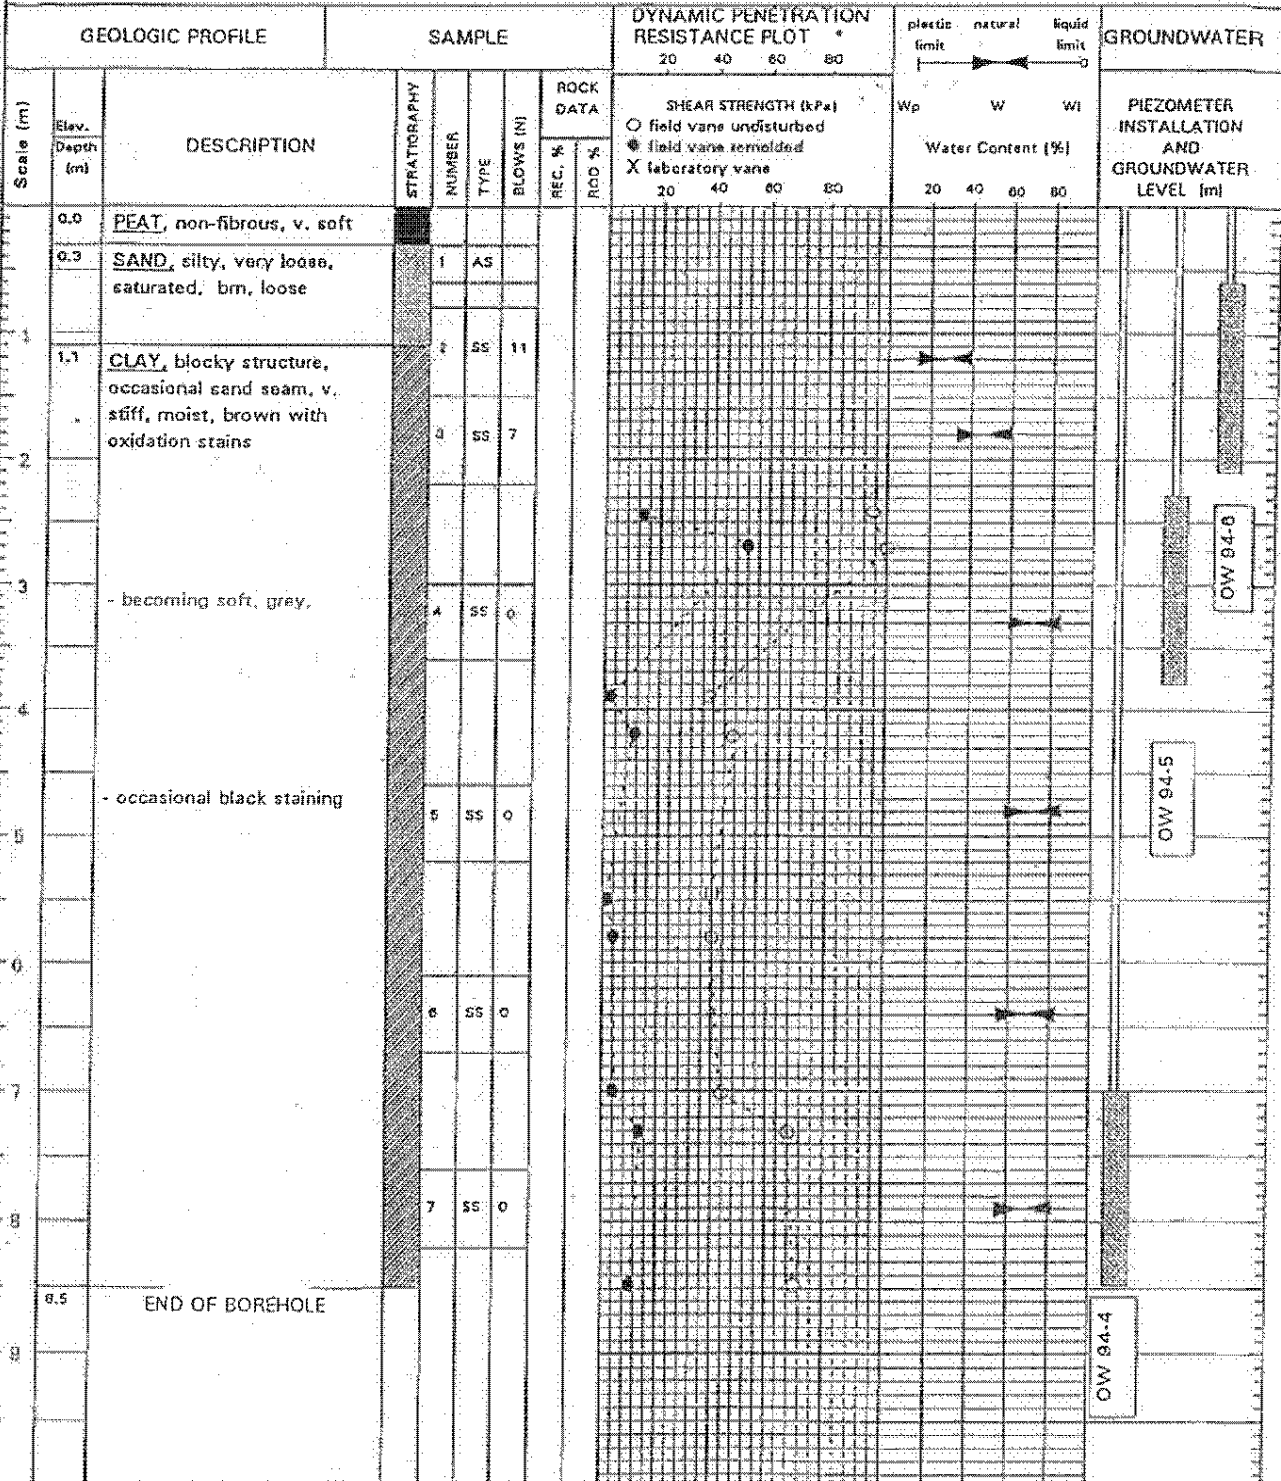 GEOLOGIC PROFILE
SAMPLE
DYNAMIC PENETRATION
RESISTANCE PLOT
20 40 60 80
plastic limit
natural
liquid limit
GROUNDWATER
Scale (m)
Elev.
Depth
(m)
DESCRIPTION
STRATIGRAPHY
NUMBER
TYPE
BLOWS (N)
ROCK
DATA
REC. %
RQD %
SHEAR STRENGTH (kPa)
O field vane undisturbed
● field vane remolded
X laboratory vane
20 40 60 80
Wp W Wl
Water Content (%)
20 40 60 80
PIEZOMETER
INSTALLATION
AND
GROUNDWATER
LEVEL (m)
0.0 PEAT, non-fibrous, v. soft
0.3 SAND, silty, very loose,
saturated, brn, loose
1 AS
1
1.1 CLAY, blocky structure,
occasional sand seam, v.
stiff, moist, brown with
oxidation stains
2 SS 11
3 SS 7
2
OW 94-6
3
- becoming soft, grey,
4 SS 0
4
- occasional black staining
5 SS 0
OW 94-5
5
6
6 SS 0
7
7 SS 0
8
8.5 END OF BOREHOLE
OW 94-4
9